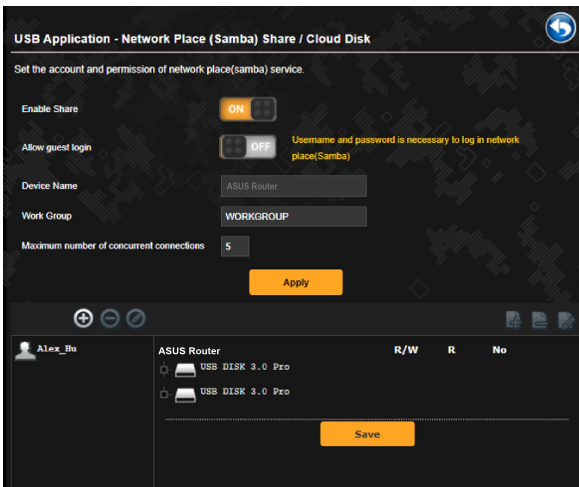 USB Application - Network Place (Samba) Share / Cloud Disk
Set the account and permission of network place(samba) service.
Enable Share
ON
Allow guest login
OFF
Username and password is necessary to log in network
place(Samba)
Device Name
ASUS Router
Work Group
WORKGROUP
Maximum number of concurrent connections
5
Apply
Alex_Hu
ASUS Router
R/W
R
No
USB DISK 3.0 Pro
USB DISK 3.0 Pro
Save